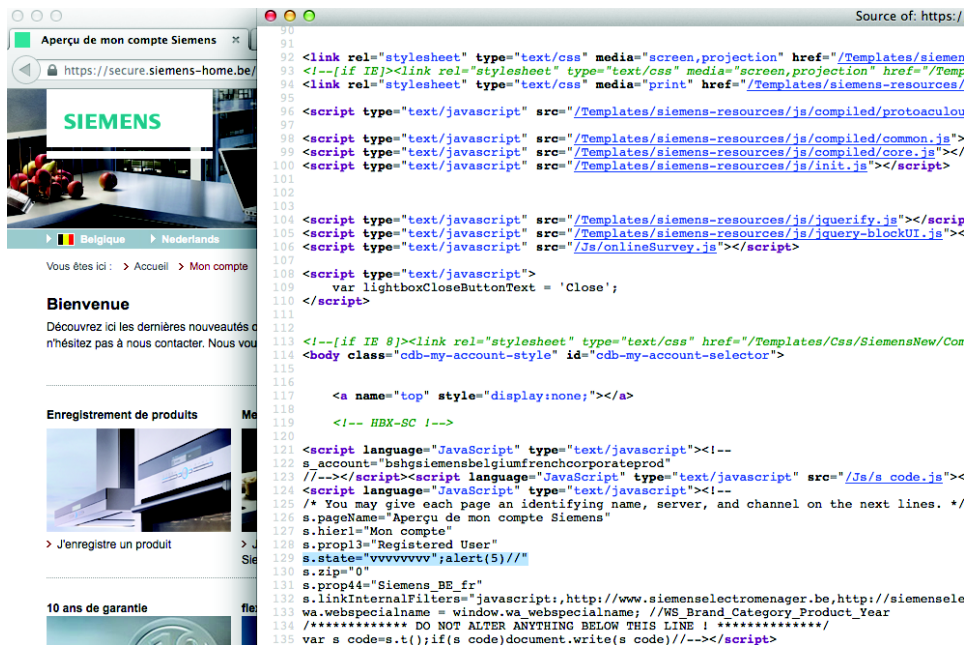 Aperçu de mon compte Siemens ×
https://secure.siemens-home.be/
SIEMENS
Belgique Nederlands
Vous êtes ici : > Accueil > Mon compte
Bienvenue
Découvrez ici les dernières nouveautés
n'hésitez pas à nous contacter. Nous
Enregistrement de produits
> J'enregistre un produit
10 ans de garantie
Source of: https:/
90
91
92 <link rel="stylesheet" type="text/css" media="screen,projection" href="/Templates/siemen
93 <!--[if IE]><link rel="stylesheet" type="text/css" media="screen,projection" href="/Temp
94 <link rel="stylesheet" type="text/css" media="print" href="/Templates/siemens-resources/
95
96 <script type="text/javascript" src="/Templates/siemens-resources/js/compiled/protoaculou
97
98 <script type="text/javascript" src="/Templates/siemens-resources/js/compiled/common.js">
99 <script type="text/javascript" src="/Templates/siemens-resources/js/compiled/core.js"></
100 <script type="text/javascript" src="/Templates/siemens-resources/js/init.js"></script>
101
102
103
104 <script type="text/javascript" src="/Templates/siemens-resources/js/jquerify.js"></scrip
105 <script type="text/javascript" src="/Templates/siemens-resources/js/jquery-blockUI.js"><
106 <script type="text/javascript" src="/Js/onlineSurvey.js"></script>
107
108 <script type="text/javascript">
109 var lightboxCloseButtonText = 'Close';
110 </script>
111
112
113 <!--[if IE 8]><link rel="stylesheet" type="text/css" href="/Templates/Css/SiemensNew/Com
114 <body class="cdb-my-account-style" id="cdb-my-account-selector">
115
116
117 <a name="top" style="display:none;"></a>
118
119 <!-- HBX-SC !-->
120
121 <script language="JavaScript" type="text/javascript"><!--
122 s_account="bshgsiemensbelgiumfrenchcorporateprod"
123 //--></script><script language="JavaScript" type="text/javascript" src="/Js/s_code.js"><
124 <script language="JavaScript" type="text/javascript"><!--
125 /* You may give each page an identifying name, server, and channel on the next lines. */
126 s.pageName="Aperçu de mon compte Siemens"
127 s.hier1="Mon compte"
128 s.prop13="Registered User"
129 s.state="vvvvvvvv";alert(5)//"
130 s.zip="0"
131 s.prop44="Siemens_BE_fr"
132 s.linkInternalFilters="javascript:,http://www.siemenselectromenager.be,http://siemensele
133 wa.webspecialname = window.wa_webspecialname; //WS_Brand_Category_Product_Year
134 /************* DO NOT ALTER ANYTHING BELOW THIS LINE ! **************/
135 var s_code=s.t();if(s_code)document.write(s_code)//--></script>